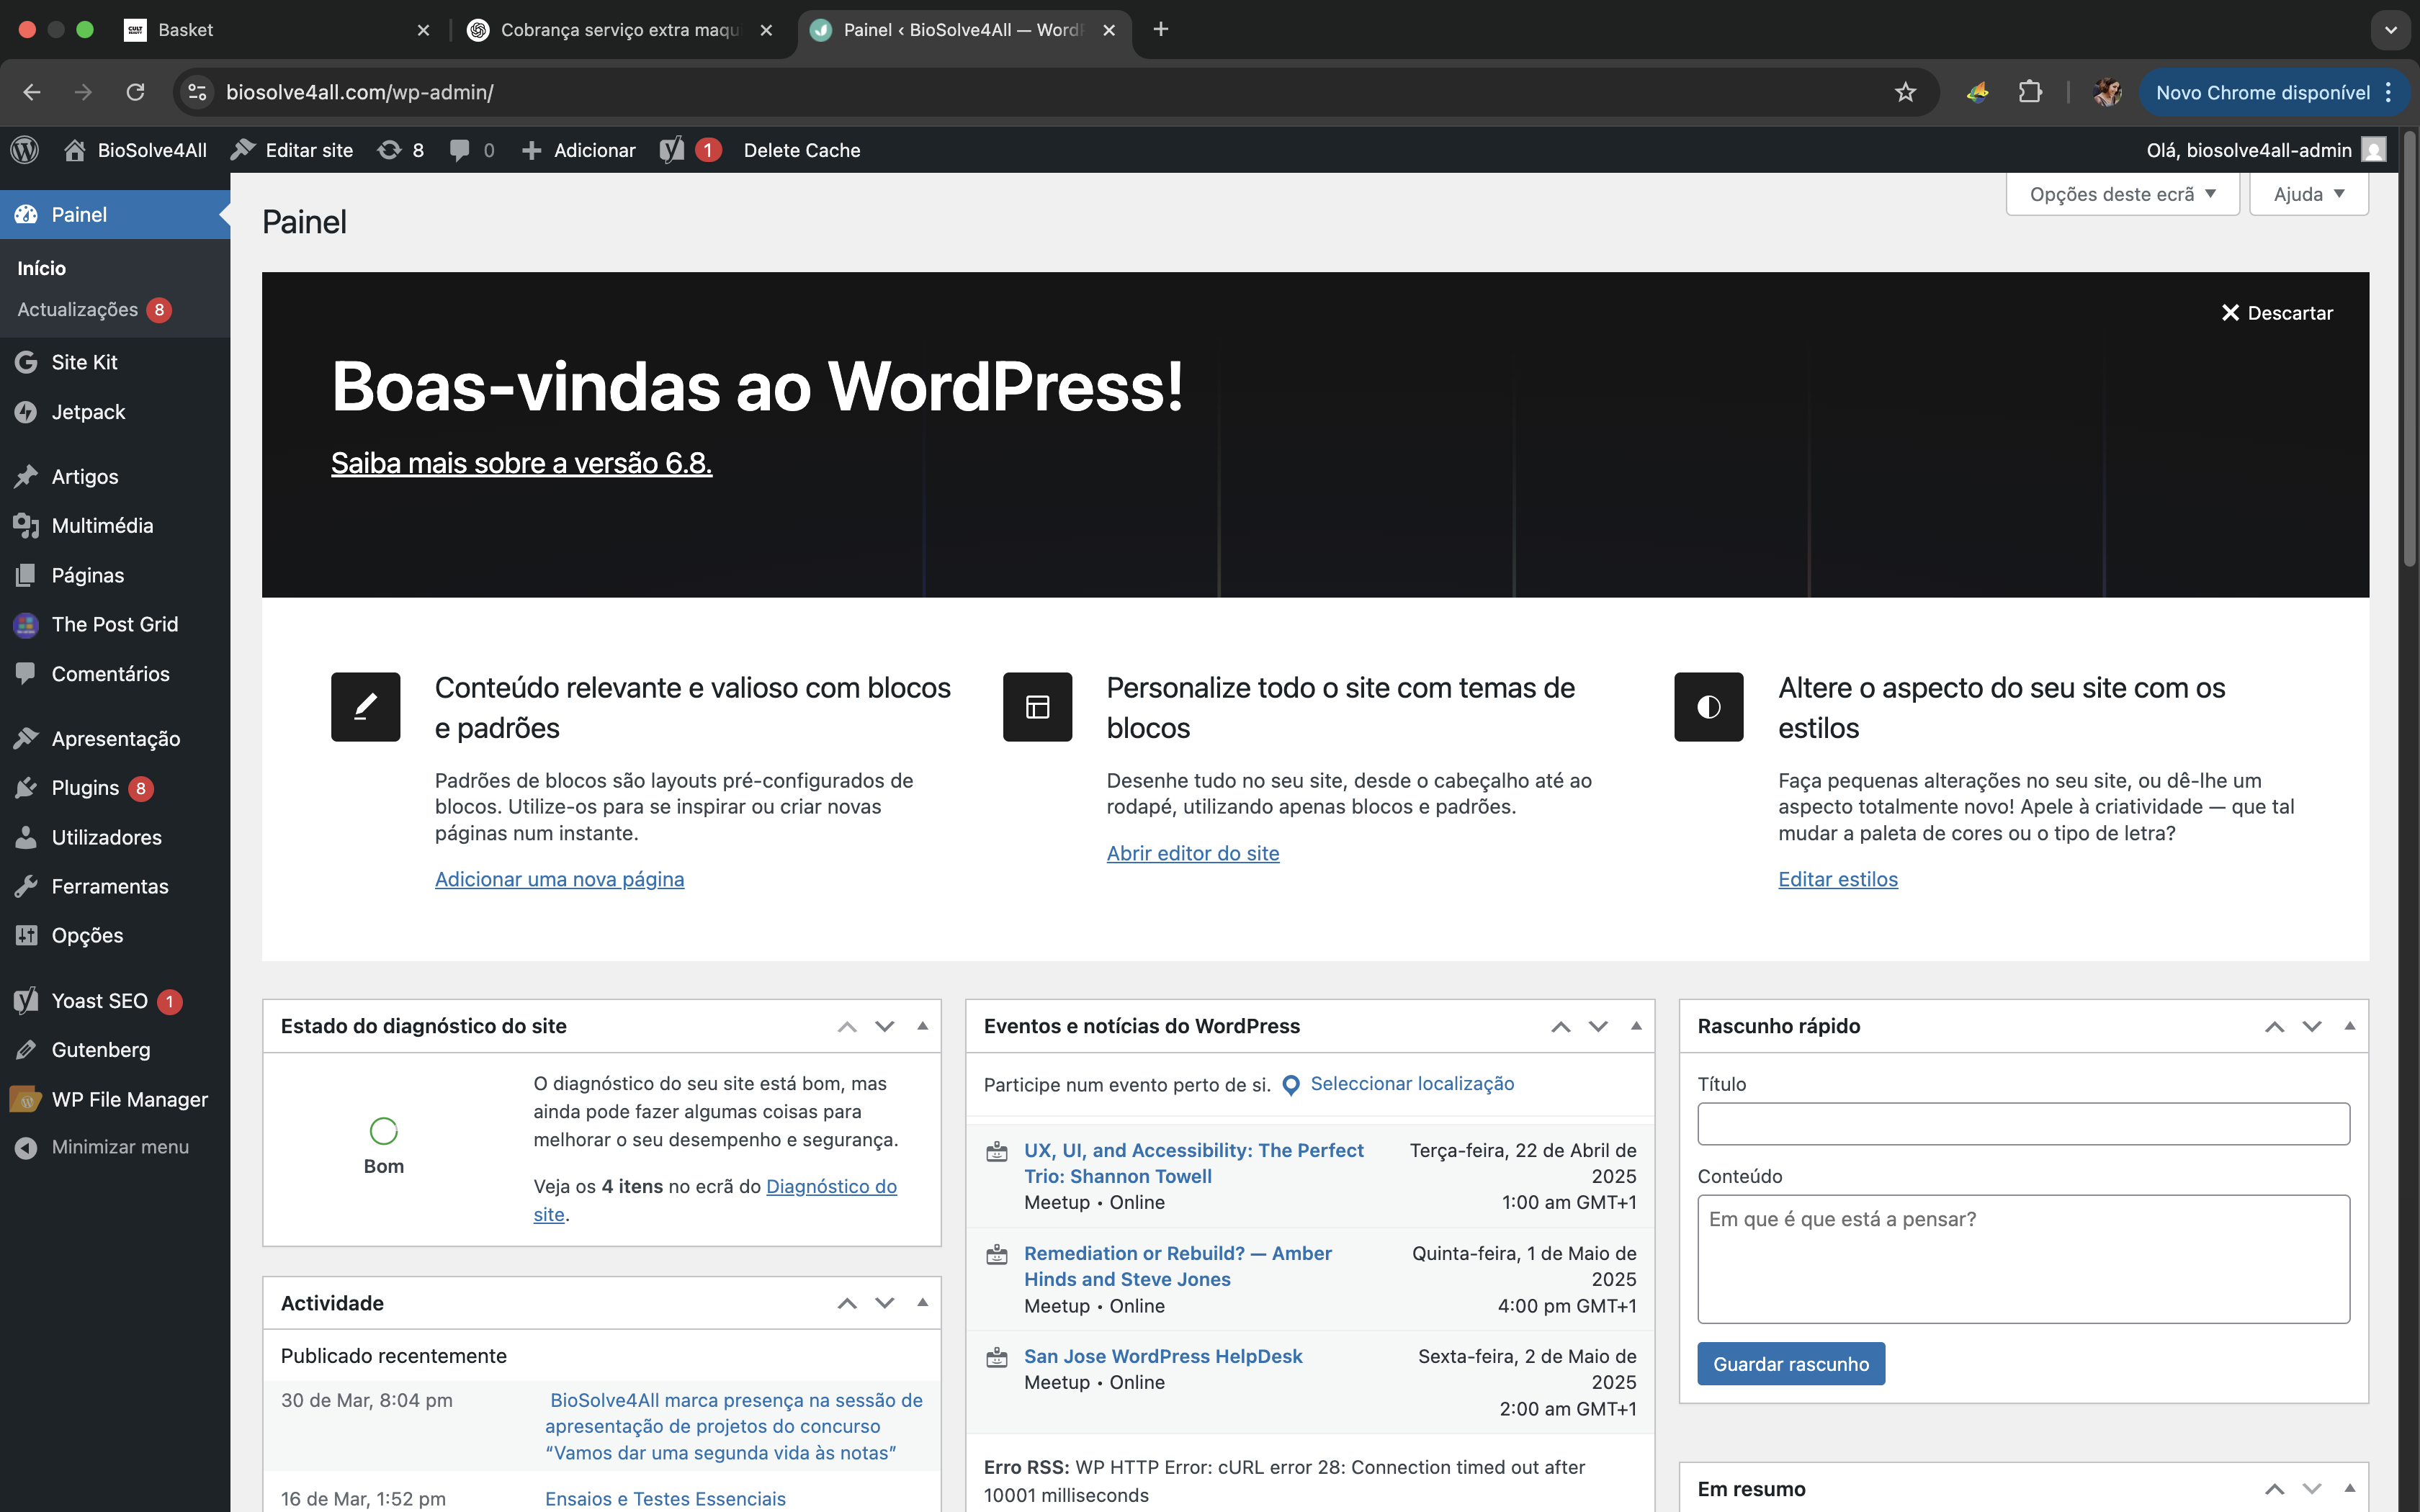 Basket
Cobrança serviço extra maqu
Painel ‹ BioSolve4All — WordP
biosolve4all.com/wp-admin/
Novo Chrome disponível
BioSolve4All
Editar site
8
0
Adicionar
1
Delete Cache
Olá, biosolve4all-admin
Painel
Início
Actualizações 8
Site Kit
Jetpack
Artigos
Multimédia
Páginas
The Post Grid
Comentários
Apresentação
Plugins 8
Utilizadores
Ferramentas
Opções
Yoast SEO 1
Gutenberg
WP File Manager
Minimizar menu
Opções deste ecrã
Ajuda
Painel
Descartar
Boas-vindas ao WordPress!
Saiba mais sobre a versão 6.8.
Conteúdo relevante e valioso com blocos
e padrões
Padrões de blocos são layouts pré-configurados de
blocos. Utilize-os para se inspirar ou criar novas
páginas num instante.
Adicionar uma nova página
Personalize todo o site com temas de
blocos
Desenhe tudo no seu site, desde o cabeçalho até ao
rodapé, utilizando apenas blocos e padrões.
Abrir editor do site
Altere o aspecto do seu site com os
estilos
Faça pequenas alterações no seu site, ou dê-lhe um
aspecto totalmente novo! Apele à criatividade — que tal
mudar a paleta de cores ou o tipo de letra?
Editar estilos
Estado do diagnóstico do site
Bom
O diagnóstico do seu site está bom, mas
ainda pode fazer algumas coisas para
melhorar o seu desempenho e segurança.
Veja os 4 itens no ecrã do Diagnóstico do
site.
Actividade
Publicado recentemente
30 de Mar, 8:04 pm
BioSolve4All marca presença na sessão de
apresentação de projetos do concurso
“Vamos dar uma segunda vida às notas”
16 de Mar, 1:52 pm
Ensaios e Testes Essenciais
Eventos e notícias do WordPress
Participe num evento perto de si. Seleccionar localização
UX, UI, and Accessibility: The Perfect
Trio: Shannon Towell
Meetup • Online
Terça-feira, 22 de Abril de
2025
1:00 am GMT+1
Remediation or Rebuild? — Amber
Hinds and Steve Jones
Meetup • Online
Quinta-feira, 1 de Maio de
2025
4:00 pm GMT+1
San Jose WordPress HelpDesk
Meetup • Online
Sexta-feira, 2 de Maio de
2025
2:00 am GMT+1
Erro RSS: WP HTTP Error: cURL error 28: Connection timed out after
10001 milliseconds
Rascunho rápido
Título
Conteúdo
Em que é que está a pensar?
Guardar rascunho
Em resumo